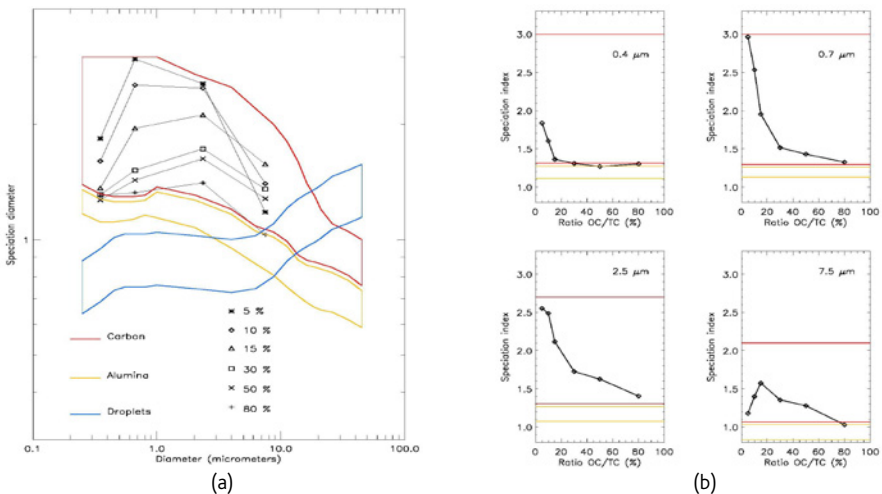 Speciation diameter
2
1
0.1
1.0
10.0
100.0
Diameter (micrometers)
Carbon
Alumina
Droplets
5 %
10 %
15 %
30 %
50 %
80 %
(a)
Speciation index
3.0
2.5
2.0
1.5
1.0
0.4 μm
0 20 40 60 80 100
Ratio OC/TC (%)
Speciation index
3.0
2.5
2.0
1.5
1.0
0.7 μm
0 20 40 60 80 100
Ratio OC/TC (%)
Speciation index
3.0
2.5
2.0
1.5
1.0
2.5 μm
0 20 40 60 80 100
Ratio OC/TC (%)
Speciation index
3.0
2.5
2.0
1.5
1.0
7.5 μm
0 20 40 60 80 100
Ratio OC/TC (%)
(b)